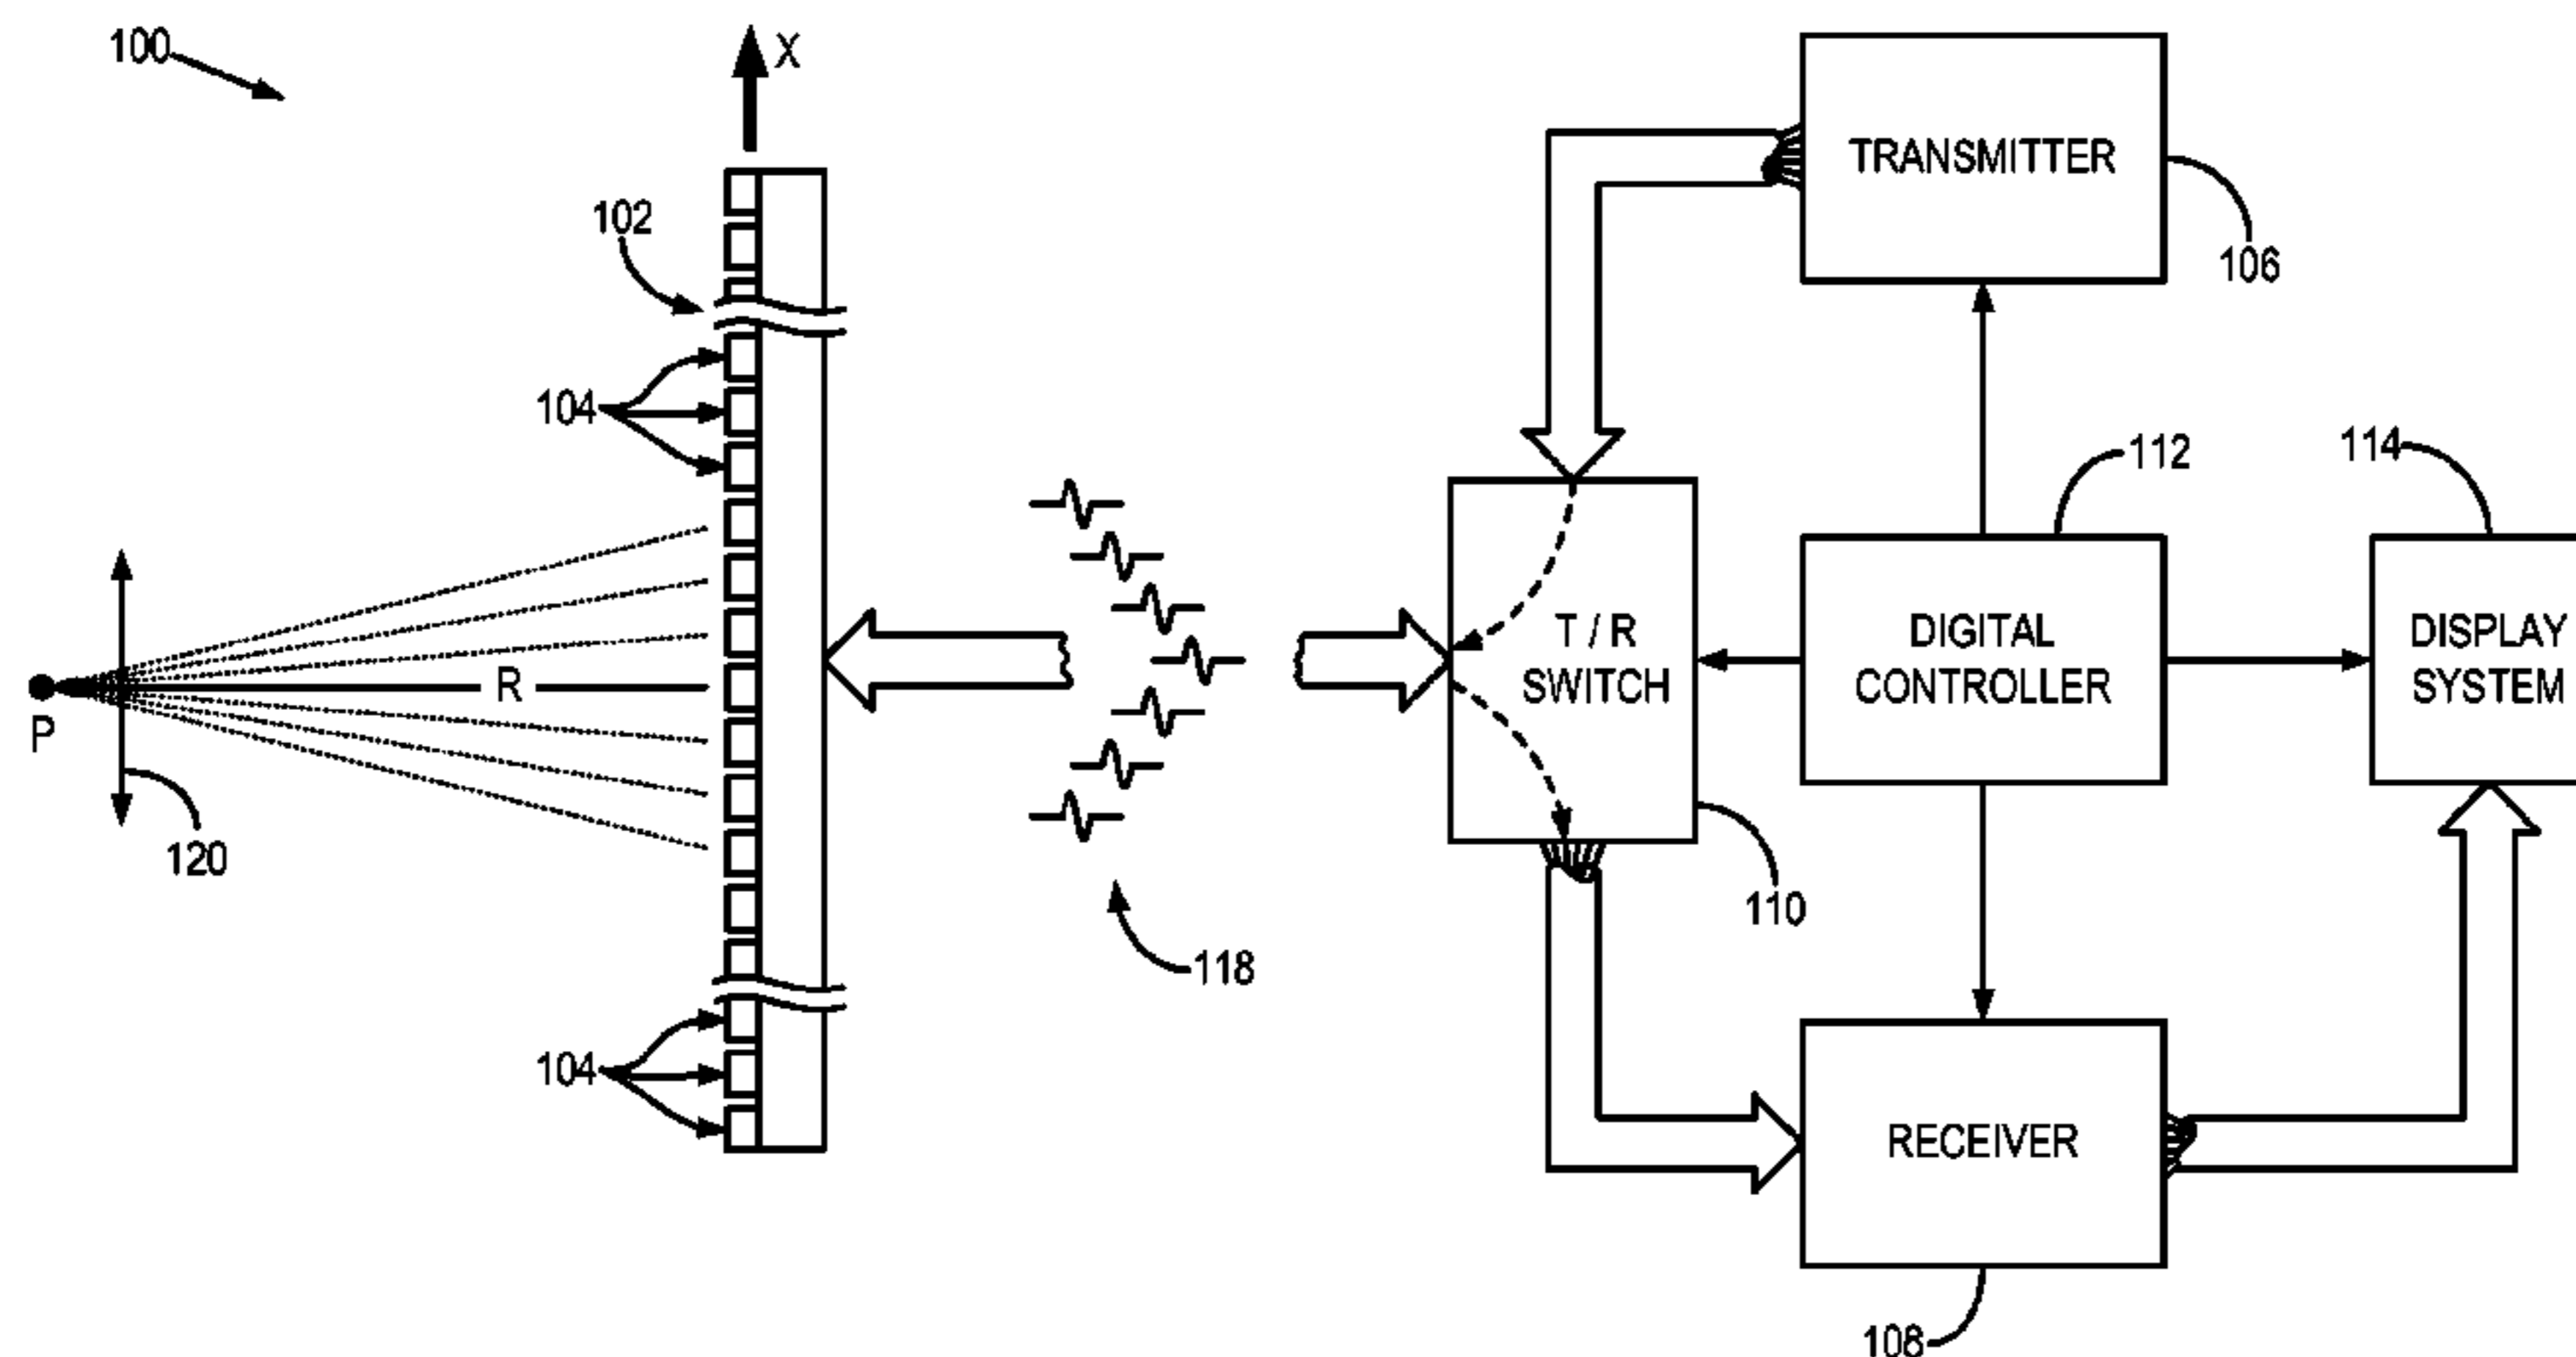 100
X
TRANSMITTER
106
102
104
112
114
T / R
SWITCH
DIGITAL
CONTROLLER
DISPLAY
SYSTEM
R
P
120
110
118
104
RECEIVER
108